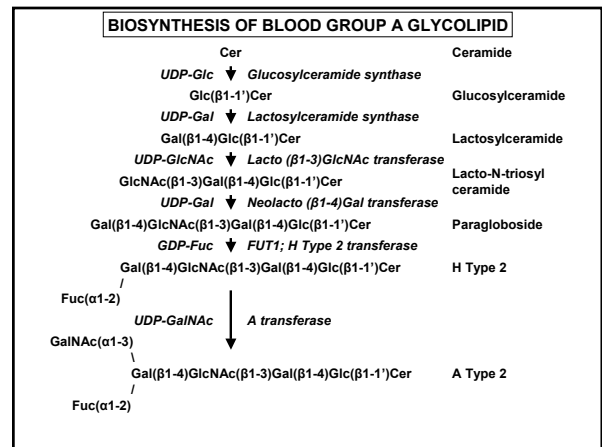 BIOSYNTHESIS OF BLOOD GROUP A GLYCOLIPID
Cer Ceramide
UDP-Glc Glucosylceramide synthase
Glc(β1-1’)Cer Glucosylceramide
UDP-Gal Lactosylceramide synthase
Gal(β1-4)Glc(β1-1’)Cer Lactosylceramide
UDP-GlcNAc Lacto (β1-3)GlcNAc transferase
GlcNAc(β1-3)Gal(β1-4)Glc(β1-1’)Cer Lacto-N-triosyl
ceramide
UDP-Gal Neolacto (β1-4)Gal transferase
Gal(β1-4)GlcNAc(β1-3)Gal(β1-4)Glc(β1-1’)Cer Paragloboside
GDP-Fuc FUT1; H Type 2 transferase
Gal(β1-4)GlcNAc(β1-3)Gal(β1-4)Glc(β1-1’)Cer H Type 2
/
Fuc(α1-2)
UDP-GalNAc A transferase
GalNAc(α1-3)
\
Gal(β1-4)GlcNAc(β1-3)Gal(β1-4)Glc(β1-1’)Cer A Type 2
/
Fuc(α1-2)